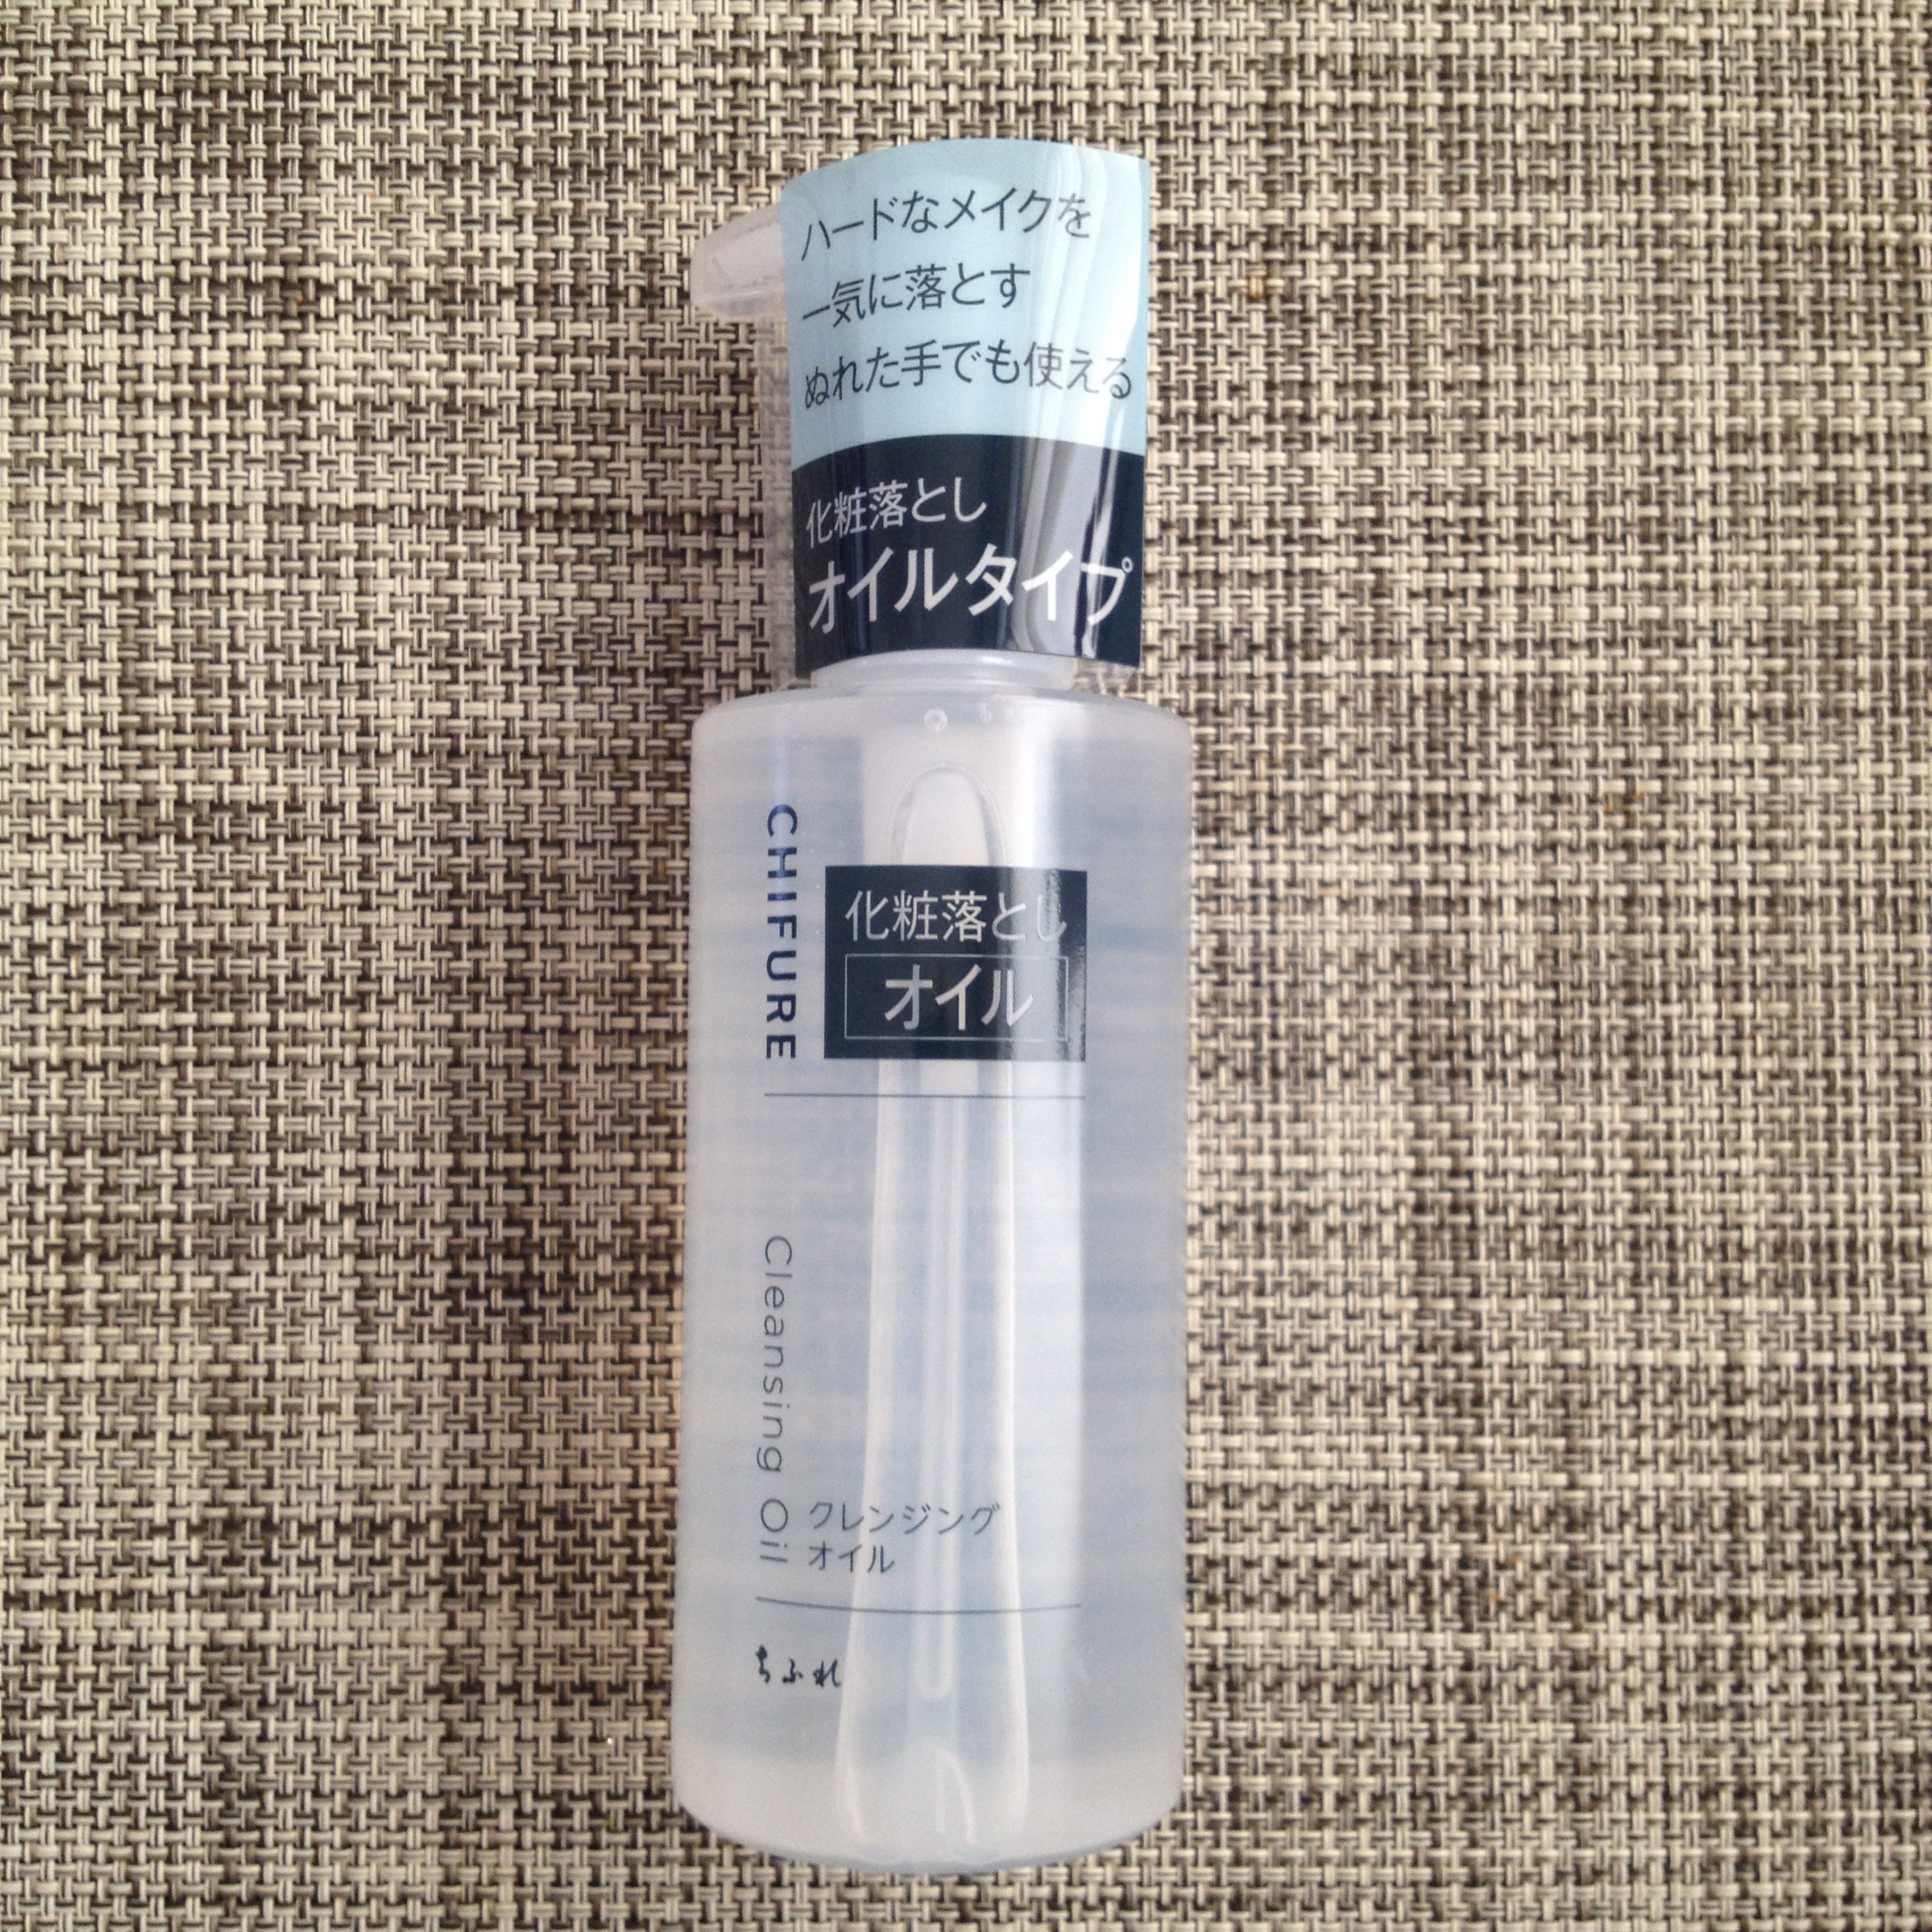 ハードなメイクを
一気に落とす
ぬれた手でも使える
化粧落とし
オイルタイプ
CHIFURE
化粧落とし
オイル
Cleansing Oil
クレンジング
オイル
ちふれ